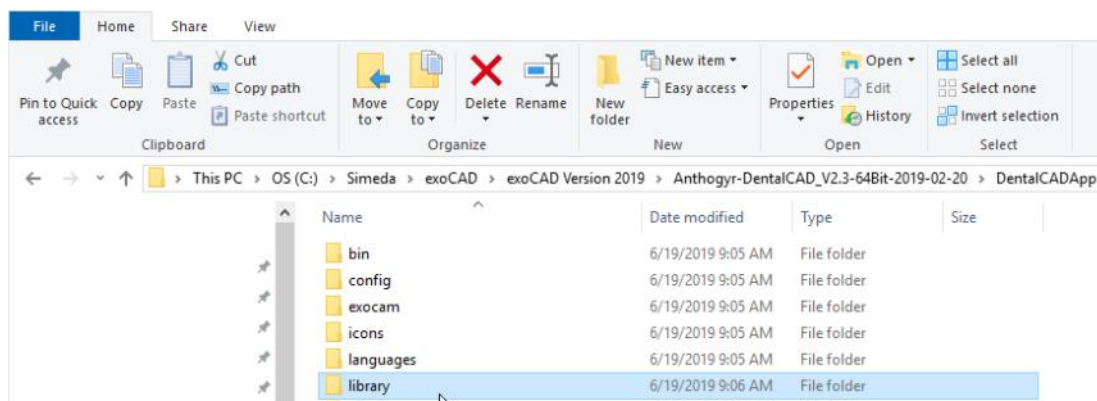 File Home Share View
Pin to Quick access
Copy
Paste
Cut
Copy path
Paste shortcut
Clipboard
Move to
Copy to
Delete
Rename
Organize
New folder
New item
Easy access
New
Properties
Open
Edit
History
Open
Select all
Select none
Invert selection
Select
This PC > OS (C:) > Simeda > exoCAD > exoCAD Version 2019 > Anthogyr-DentalCAD_V2.3-64Bit-2019-02-20 > DentalCADApp
Name Date modified Type Size
bin 6/19/2019 9:05 AM File folder
config 6/19/2019 9:05 AM File folder
exocam 6/19/2019 9:05 AM File folder
icons 6/19/2019 9:05 AM File folder
languages 6/19/2019 9:05 AM File folder
library 6/19/2019 9:06 AM File folder